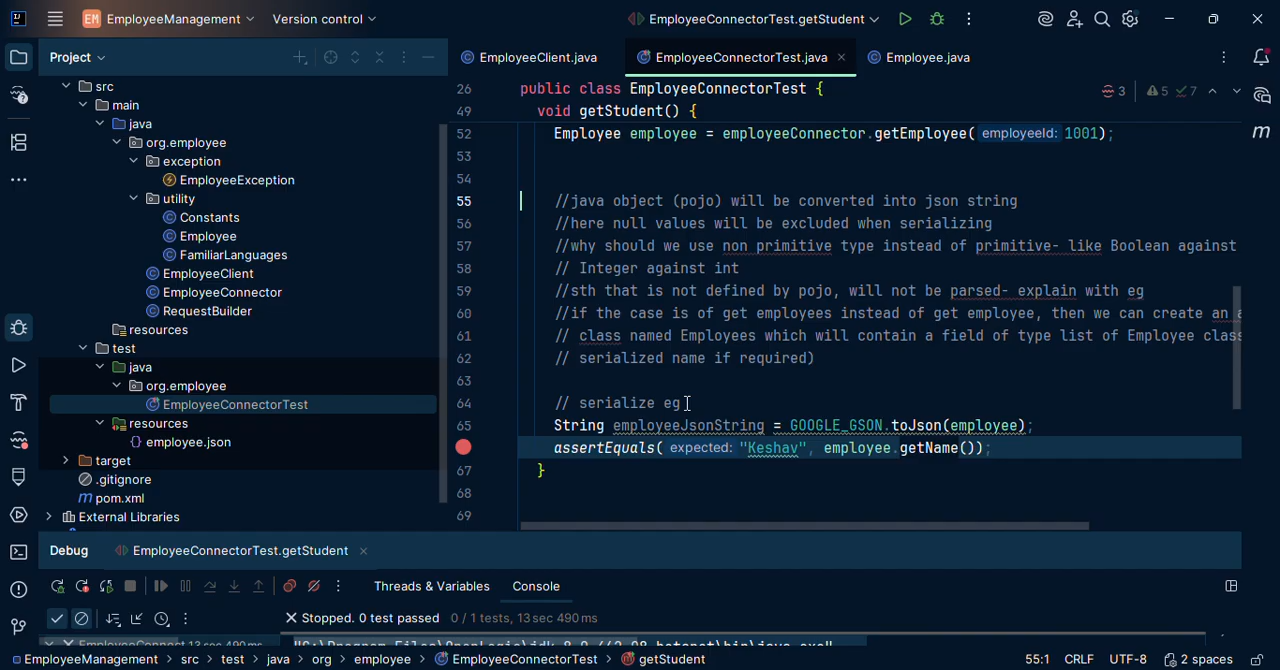 EM EmployeeManagement Version control EmployeeConnectorTest.getStudent
Project
src
main
java
org.employee
exception
EmployeeException
utility
Constants
Employee
FamiliarLanguages
EmployeeClient
EmployeeConnector
RequestBuilder
resources
test
java
org.employee
EmployeeConnectorTest
resources
employee.json
target
.gitignore
pom.xml
External Libraries
EmployeeClient.java EmployeeConnectorTest.java Employee.java
26 public class EmployeeConnectorTest { 3 5 7
49 void getStudent() {
52 Employee employee = employeeConnector.getEmployee( employeeId: 1001);
53
54
55 //java object (pojo) will be converted into json string
56 //here null values will be excluded when serializing
57 //why should we use non primitive type instead of primitive- like Boolean against
58 // Integer against int
59 //sth that is not defined by pojo, will not be parsed- explain with eg
60 //if the case is of get employees instead of get employee, then we can create an
61 // class named Employees which will contain a field of type list of Employee
62 // serialized name if required)
63
64 // serialize eg
65 String employeeJsonString = GOOGLE_GSON.toJson(employee);
66 assertEquals( expected: "Keshav", employee.getName());
67 }
68
69
Debug EmployeeConnectorTest.getStudent
Threads & Variables Console
Stopped. 0 test passed 0 / 1 tests, 13 sec 490 ms
EmployeeManagement > src > test > java > org > employee > EmployeeConnectorTest > getStudent 55:1 CRLF UTF-8 2 spaces